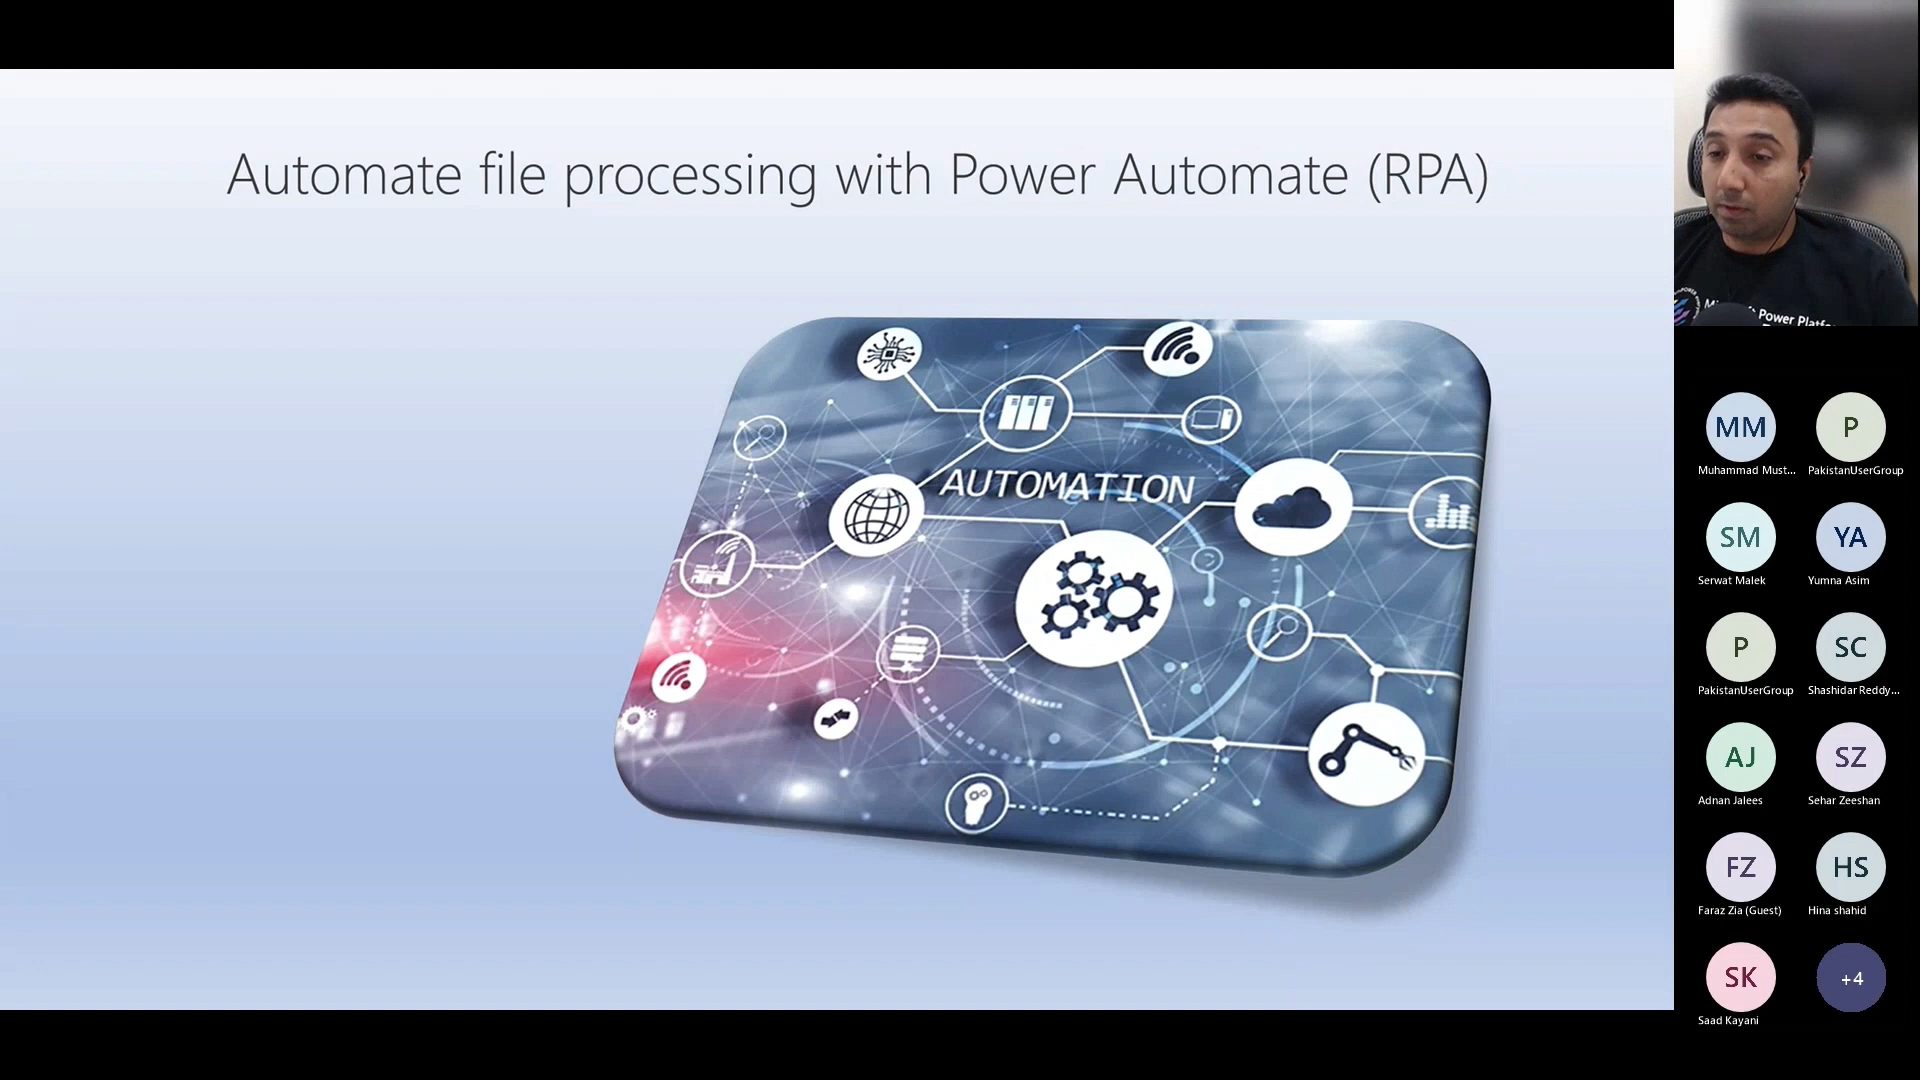 Automate file processing with Power Automate (RPA)
AUTOMATION
Power Platf
MM
P
Muhammad Must...
PakistanUserGroup
SM
YA
Serwat Malek
Yumna Asim
P
SC
PakistanUserGroup
Shashidar Reddy...
AJ
SZ
Adnan Jalees
Sehar Zeeshan
FZ
HS
Faraz Zia (Guest)
Hina shahid
SK
+4
Saad Kayani